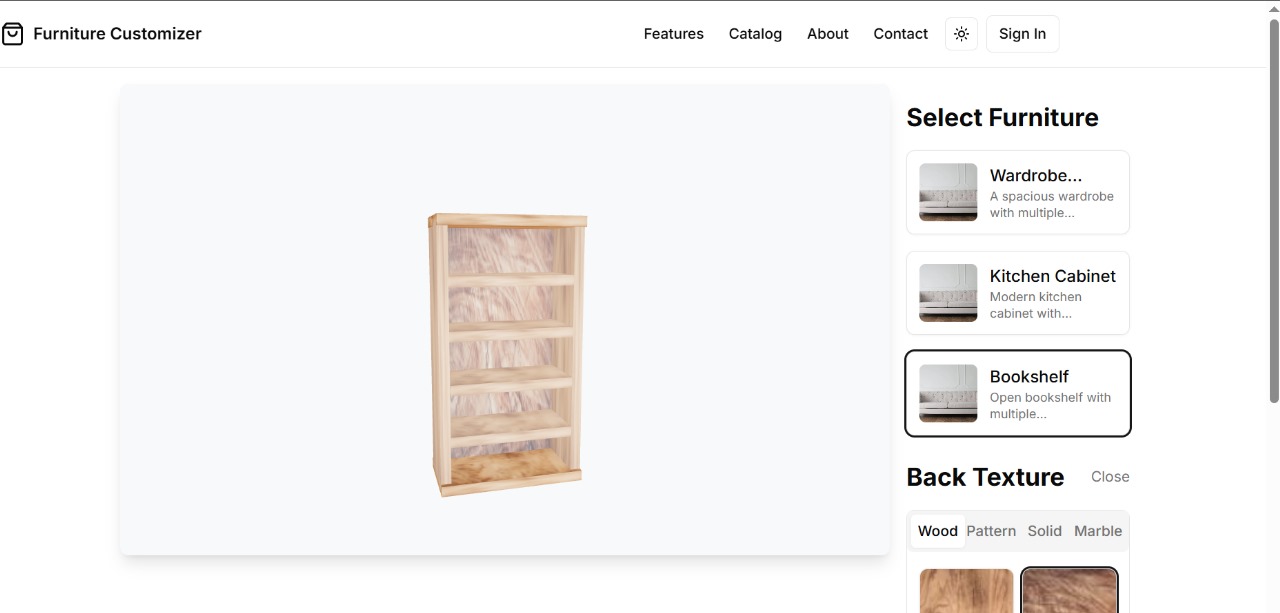 Furniture Customizer
Features Catalog About Contact Sign In
Select Furniture
Wardrobe...
A spacious wardrobe
with multiple...
Kitchen Cabinet
Modern kitchen
cabinet with...
Bookshelf
Open bookshelf with
multiple...
Back Texture Close
Wood Pattern Solid Marble